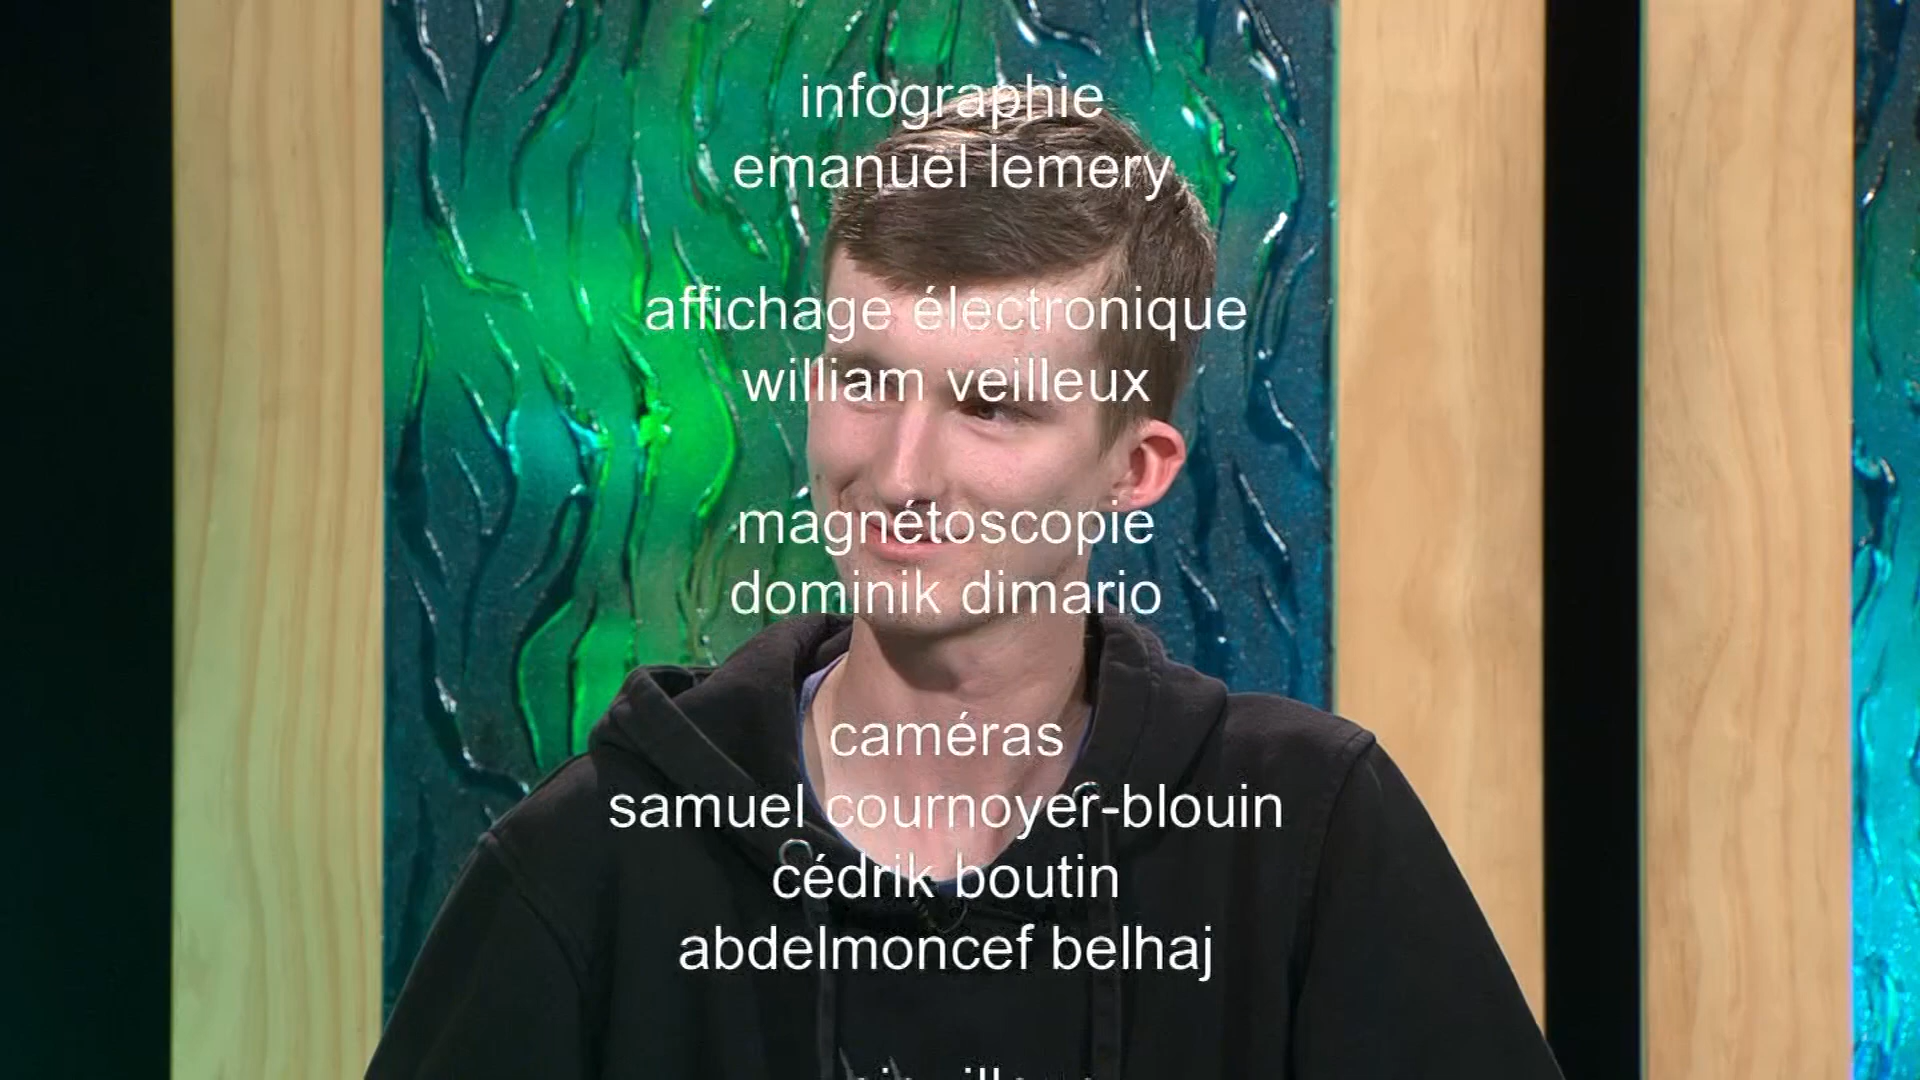 infographie
emanuel lemery
affichage électronique
william veilleux
magnétoscopie
dominik dimario
caméras
samuel cournoyer-blouin
cédrik boutin
abdelmoncef belhaj